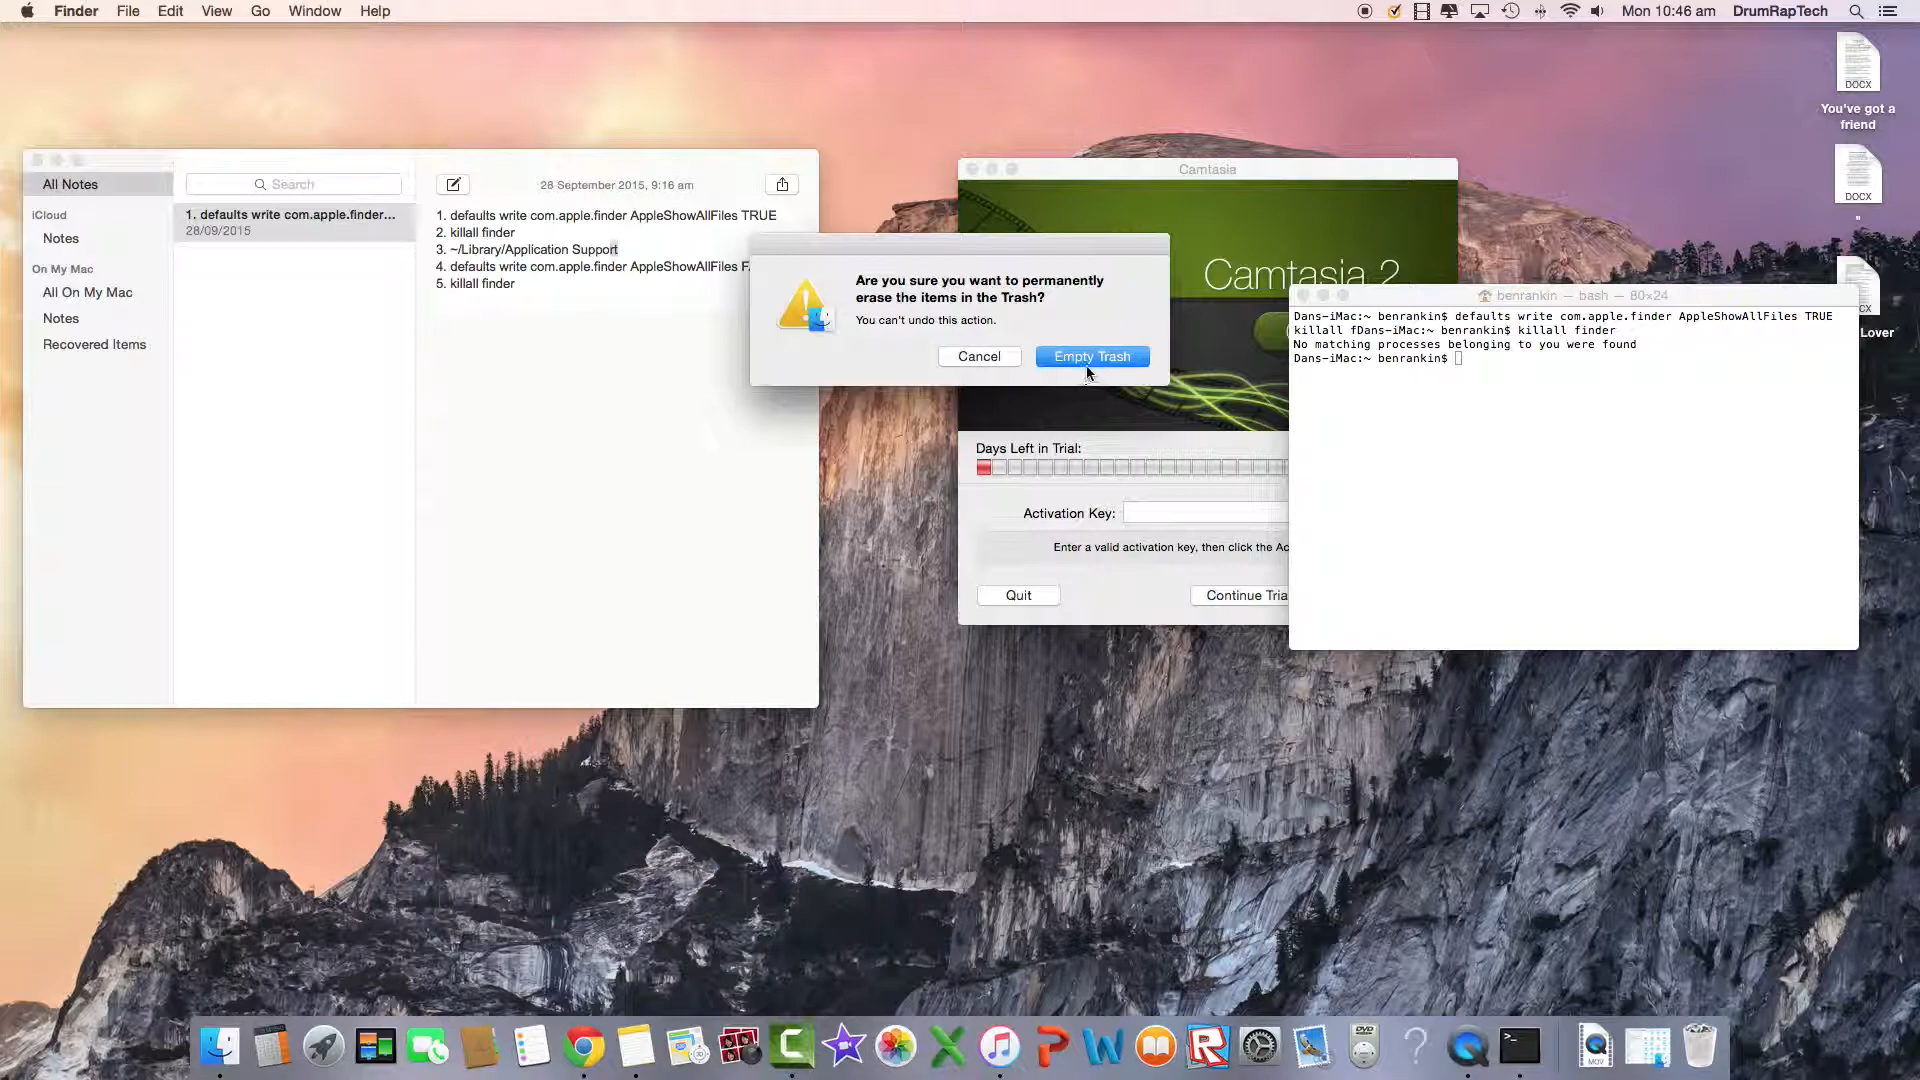 Finder File Edit View Go Window Help
Mon 10:46 am DrumRapTech
DOCX
You've got a
friend
DOCX
"
Lover
All Notes
iCloud
Notes
On My Mac
All On My Mac
Notes
Recovered Items
Search
1. defaults write com.apple.finder...
28/09/2015
28 September 2015, 9:16 am
1. defaults write com.apple.finder AppleShowAllFiles TRUE
2. killall finder
3. ~/Library/Application Support
4. defaults write com.apple.finder AppleShowAllFiles F
5. killall finder
Are you sure you want to permanently
erase the items in the Trash?
You can't undo this action.
Cancel
Empty Trash
Camtasia
Camtasia 2
Days Left in Trial:
Activation Key:
Enter a valid activation key, then click the Ac
Quit
Continue Tria
benrankin — bash — 80×24
Dans-iMac:~ benrankin$ defaults write com.apple.finder AppleShowAllFiles TRUE
killall fDans-iMac:~ benrankin$ killall finder
No matching processes belonging to you were found
Dans-iMac:~ benrankin$
DVD
MOV